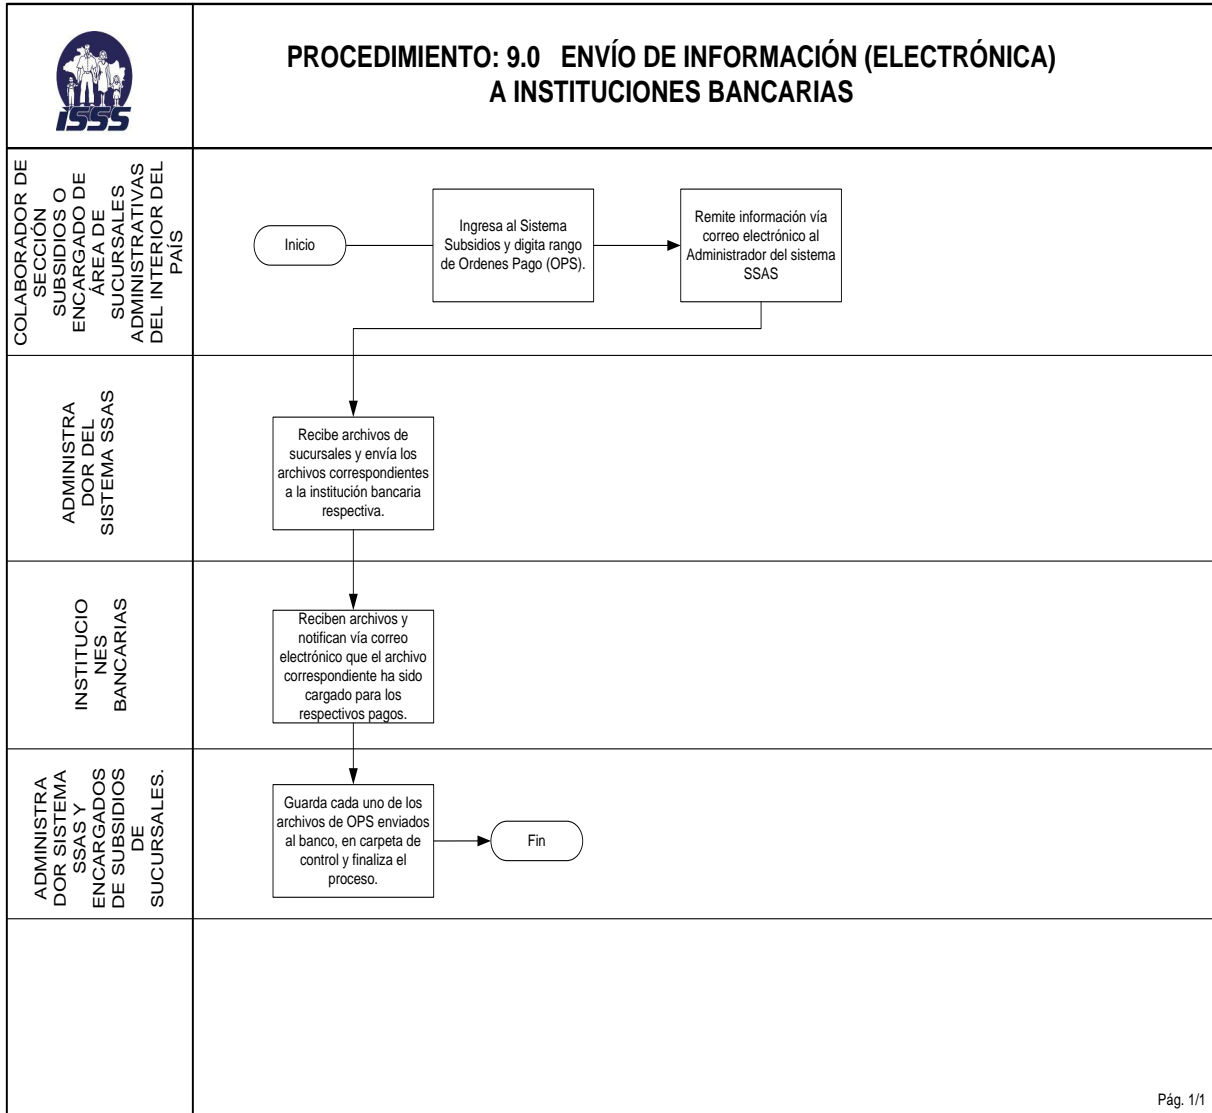 ISSS
PROCEDIMIENTO: 9.0 ENVÍO DE INFORMACIÓN (ELECTRÓNICA)
A INSTITUCIONES BANCARIAS
COLABORADOR DE
SECCIÓN
SUBSIDIOS O
ENCARGADO DE
ÁREA DE
SUCURSALES
ADMINISTRATIVAS
DEL INTERIOR DEL
PAÍS
Inicio
Ingresa al Sistema
Subsidios y digita rango
de Ordenes Pago (OPS).
Remite información vía
correo electrónico al
Administrador del sistema
SSAS
ADMINISTRA
DOR DEL
SISTEMA SSAS
Recibe archivos de
sucursales y envía los
archivos correspondientes
a la institución bancaria
respectiva.
INSTITUCIO
NES
BANCARIAS
Reciben archivos y
notifican vía correo
electrónico que el archivo
correspondiente ha sido
cargado para los
respectivos pagos.
ADMINISTRA
DOR SISTEMA
SSAS Y
ENCARGADOS
DE SUBSIDIOS
DE
SUCURSALES.
Guarda cada uno de los
archivos de OPS enviados
al banco, en carpeta de
control y finaliza el
proceso.
Fin
Pág. 1/1